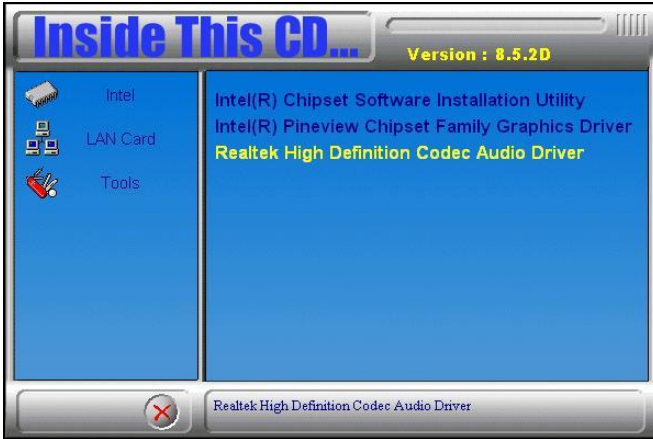 Inside This CD...
Version : 8.5.2D
Intel
LAN Card
Tools
Intel(R) Chipset Software Installation Utility
Intel(R) Pineview Chipset Family Graphics Driver
Realtek High Definition Codec Audio Driver
Realtek High Definition Codec Audio Driver